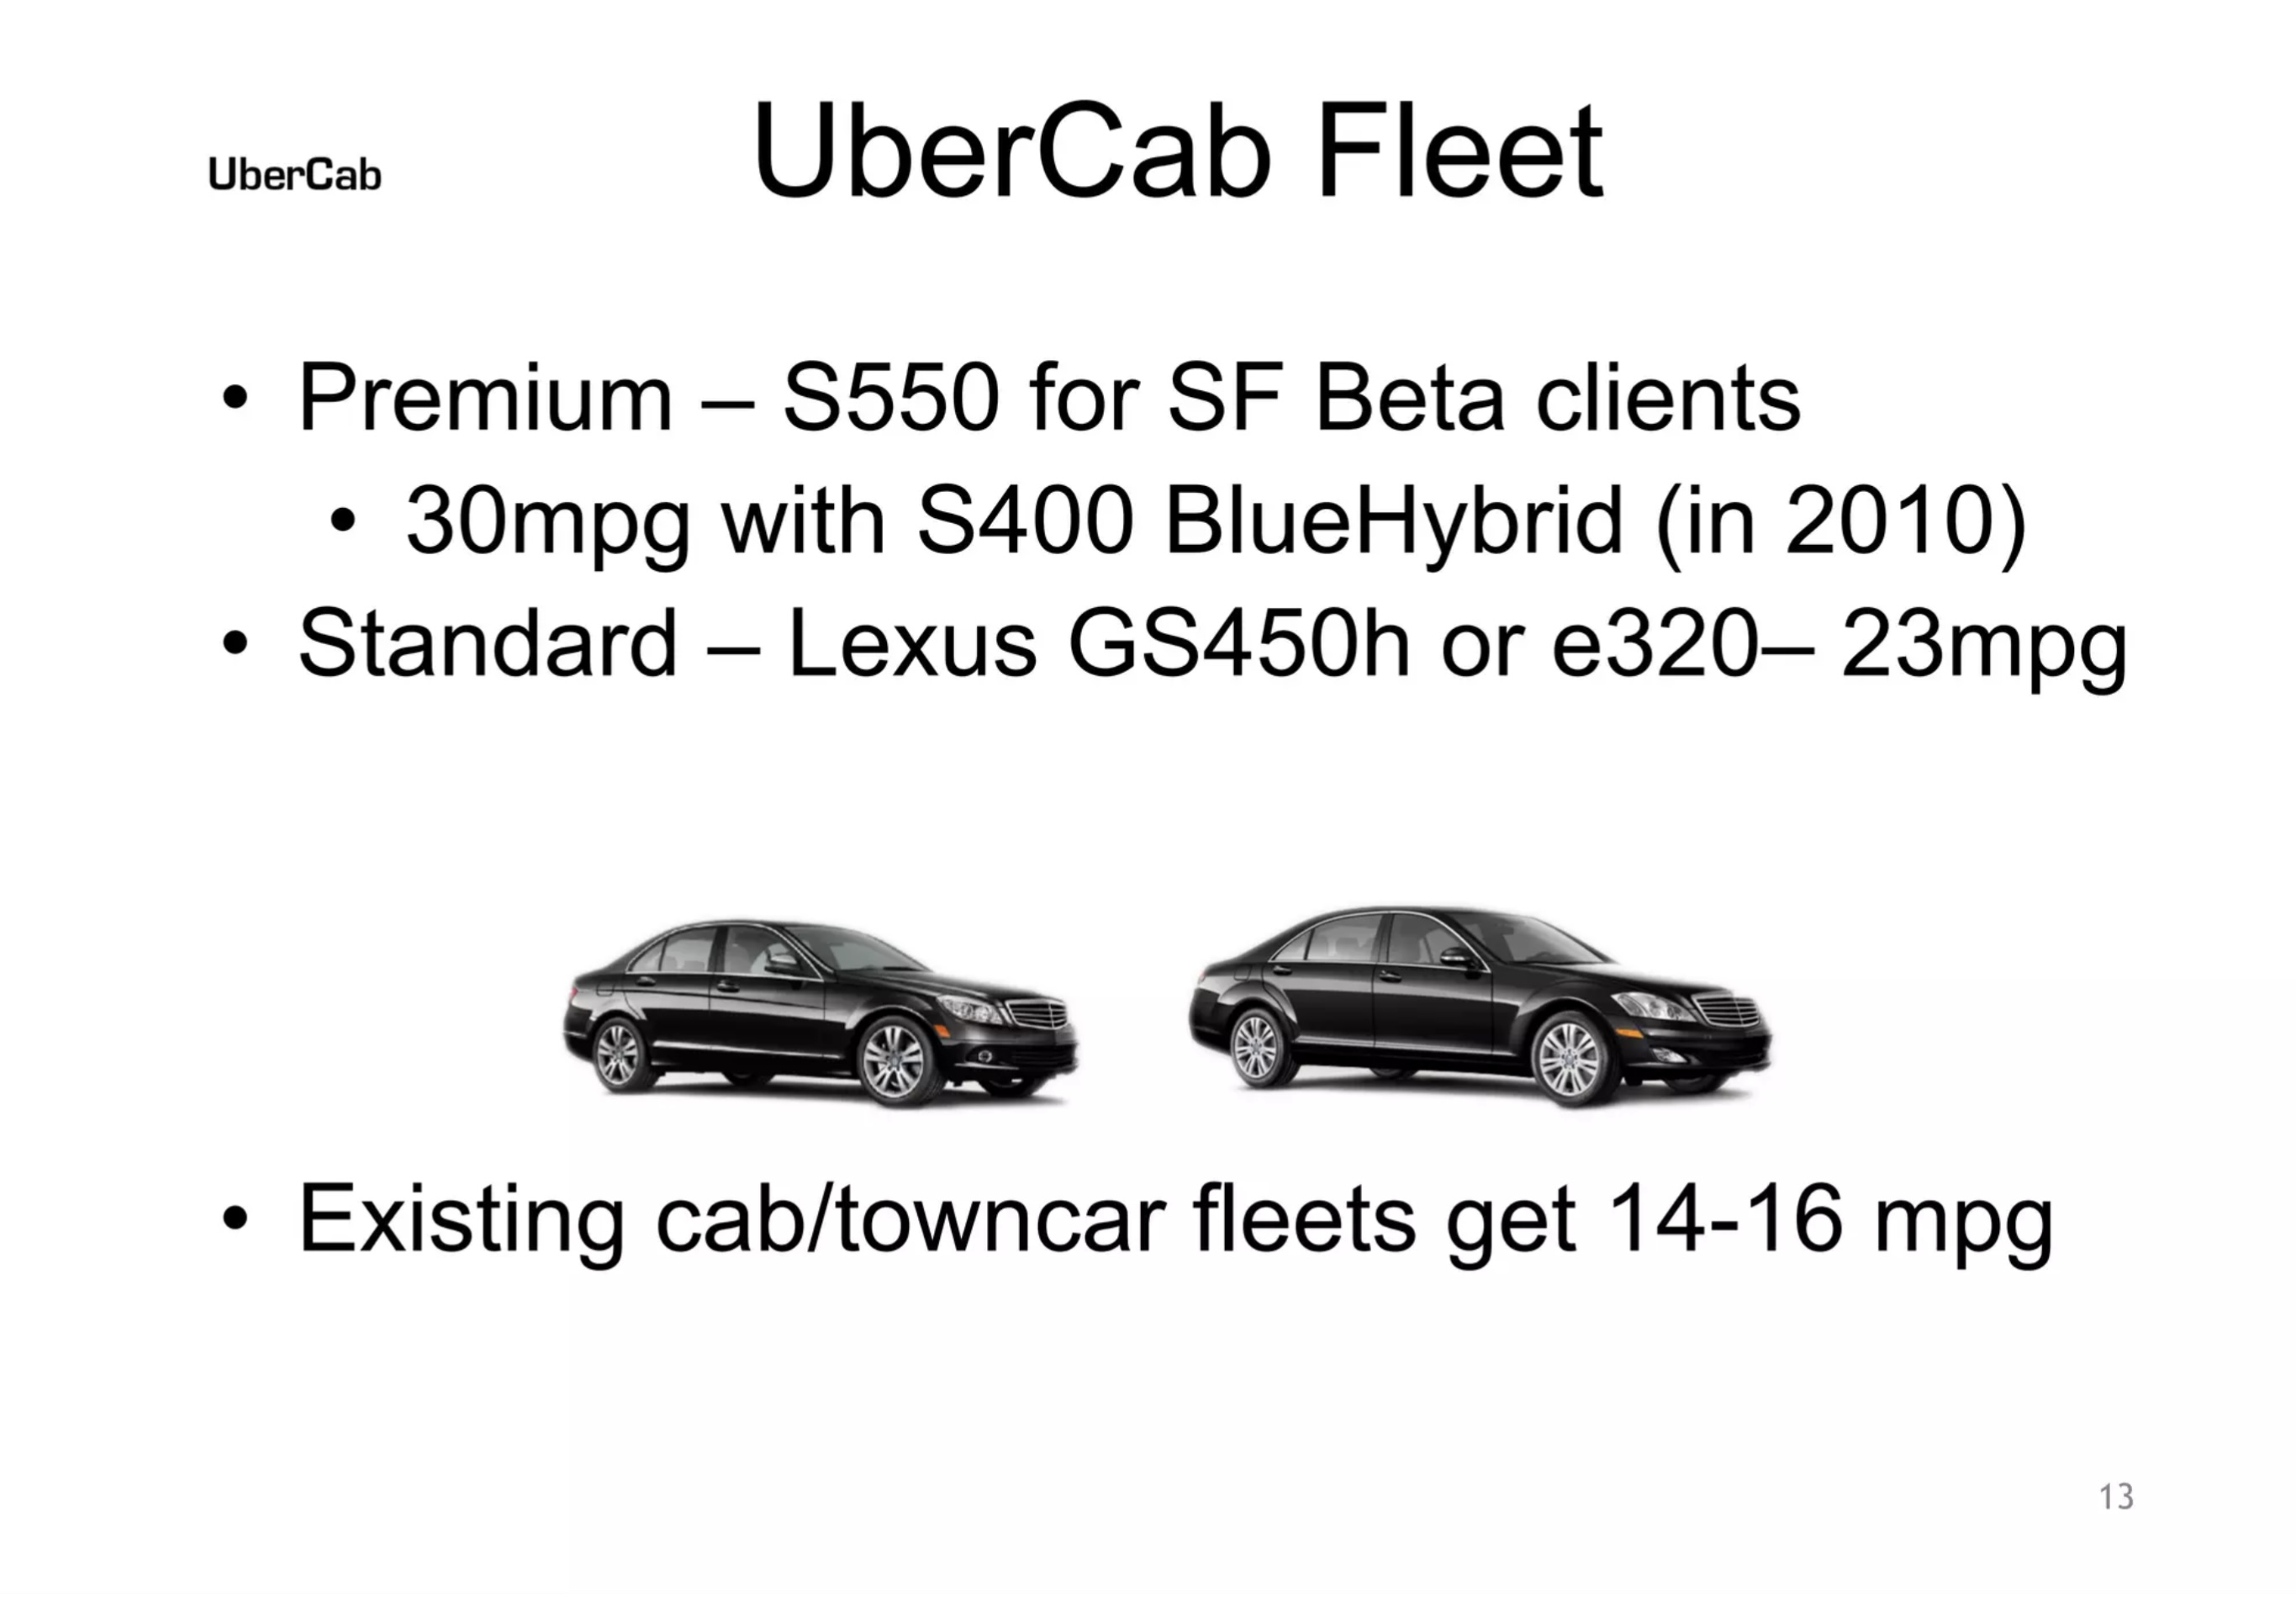 UberCab
UberCab Fleet
• Premium – S550 for SF Beta clients
• 30mpg with S400 BlueHybrid (in 2010)
• Standard – Lexus GS450h or e320– 23mpg
• Existing cab/towncar fleets get 14-16 mpg
13